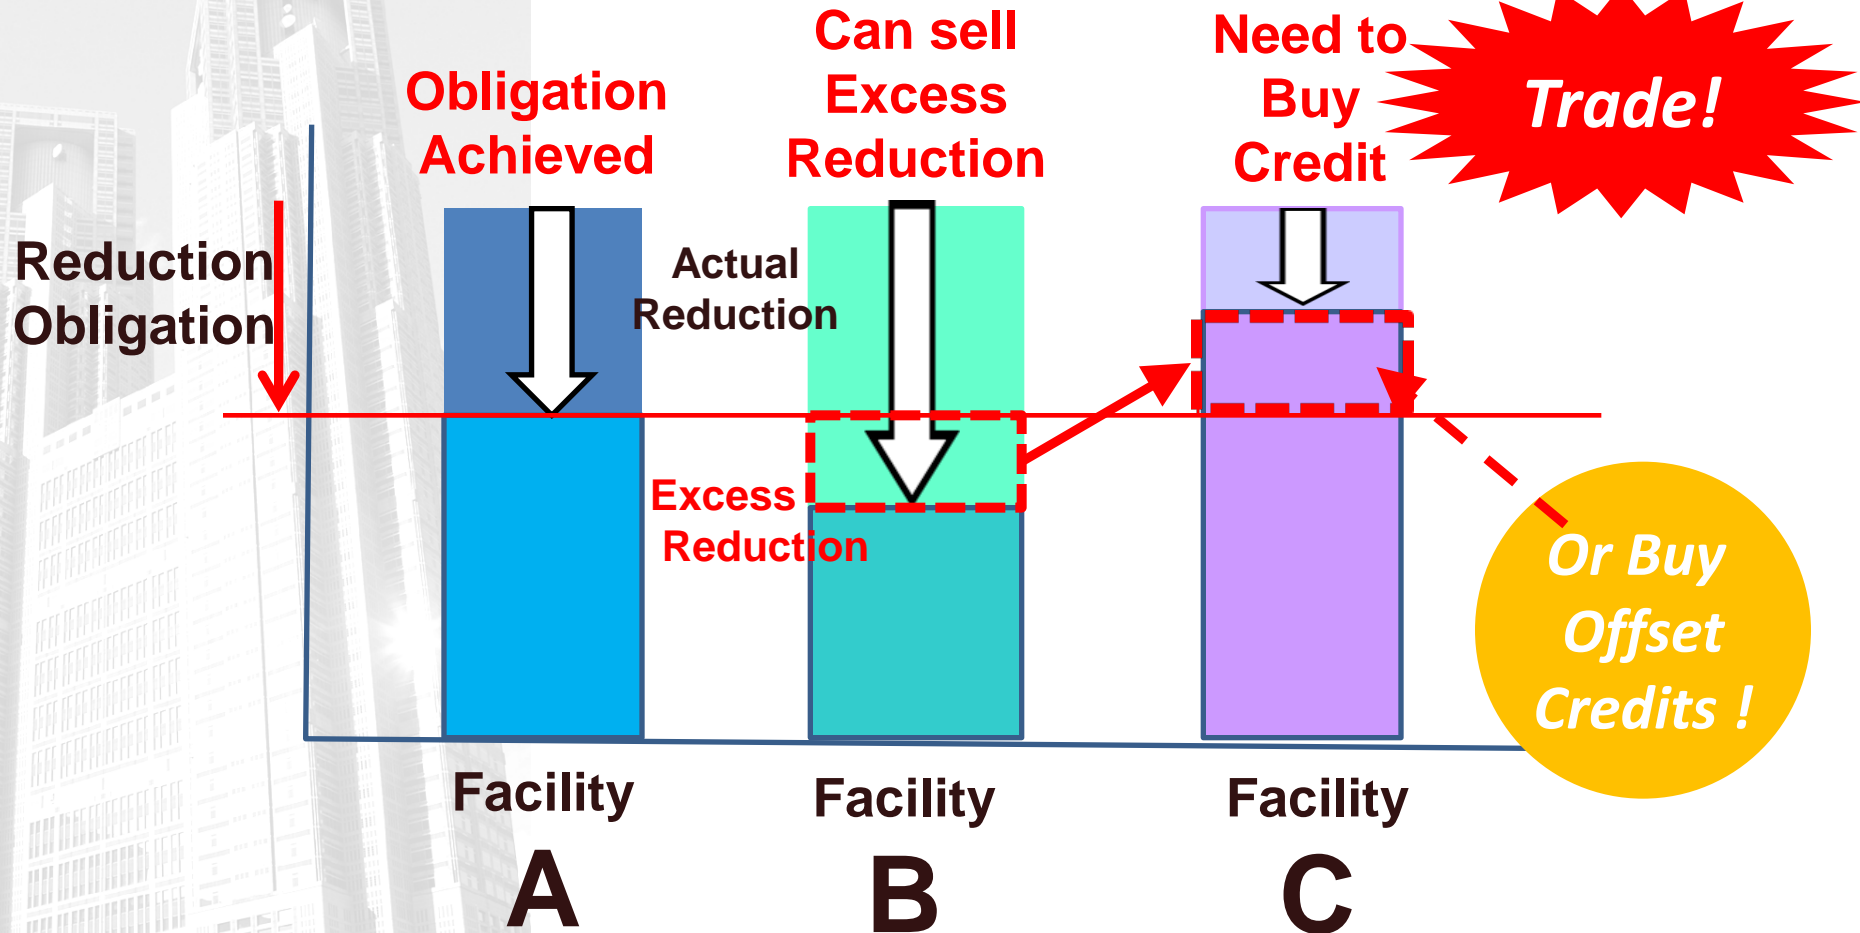 Can sell
Excess
Reduction
Need to
Buy
Credit
Trade!
Obligation
Achieved
Reduction
Obligation
Actual
Reduction
Excess
Reduction
Or Buy
Offset
Credits !
Facility
A
Facility
B
Facility
C